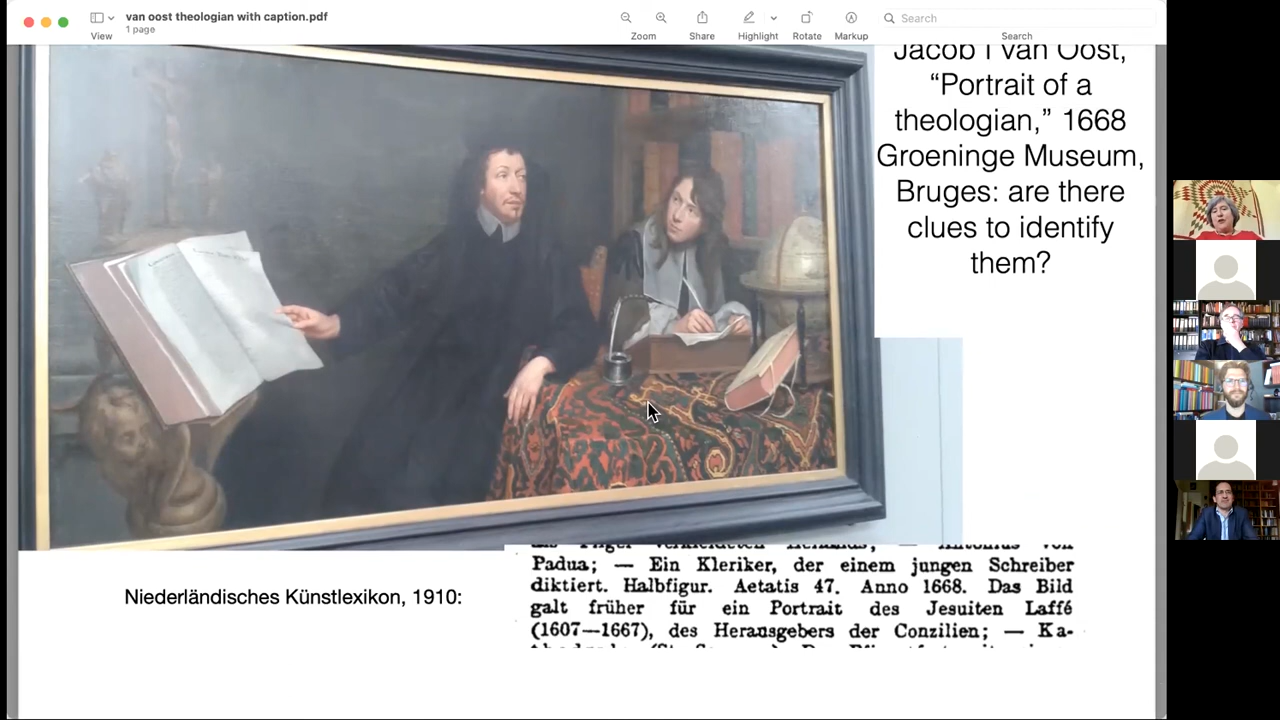 van oost theologian with caption.pdf
1 page
View
Zoom
Share
Highlight
Rotate
Markup
Search
Search
Jacob I van Oost,
“Portrait of a
theologian,” 1668
Groeninge Museum,
Bruges: are there
clues to identify
them?
Niederländisches Künstlexikon, 1910:
Padua; — Ein Kleriker, der einem jungen Schreiber
diktiert. Halbfigur. Aetatis 47. Anno 1668. Das Bild
galt früher für ein Portrait des Jesuiten Laffé
(1607—1667), des Herausgebers der Conzilien; — Ka-